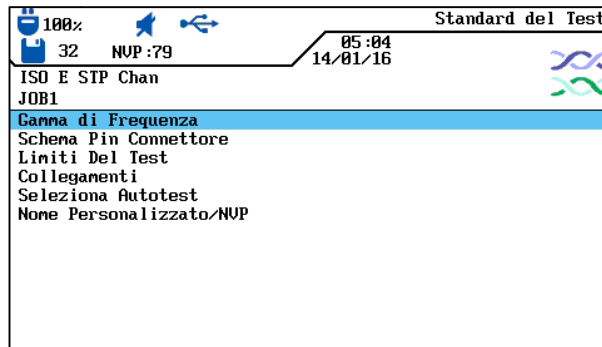 100% Standard del Test
32 NVP:79 05:04
14/01/16
ISO E STP Chan
JOB1
Gamma di Frequenza
Schema Pin Connettore
Limiti Del Test
Collegamenti
Seleziona Autotest
Nome Personalizzato/NVP